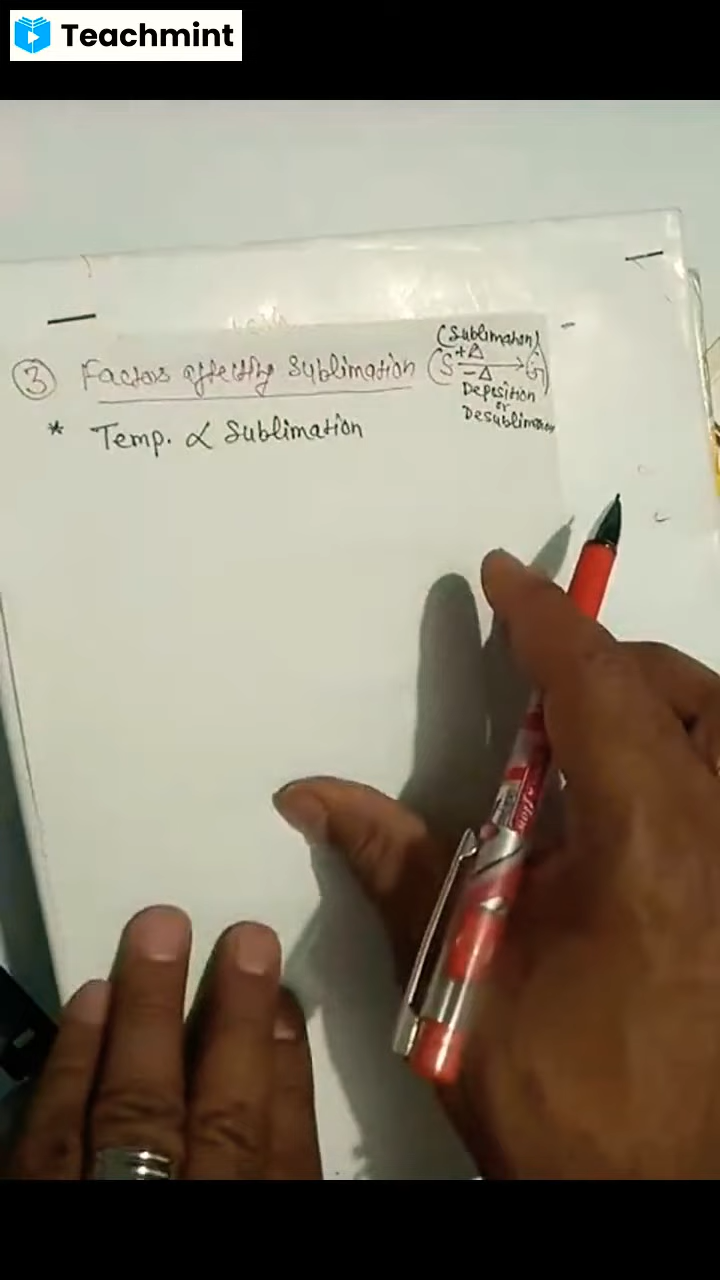 Teachmint
(Sublimation)
③ Factors affecting Sublimation (S +Δ → G)
-Δ
Deposition
or
Desublimation
* Temp. ∝ Sublimation